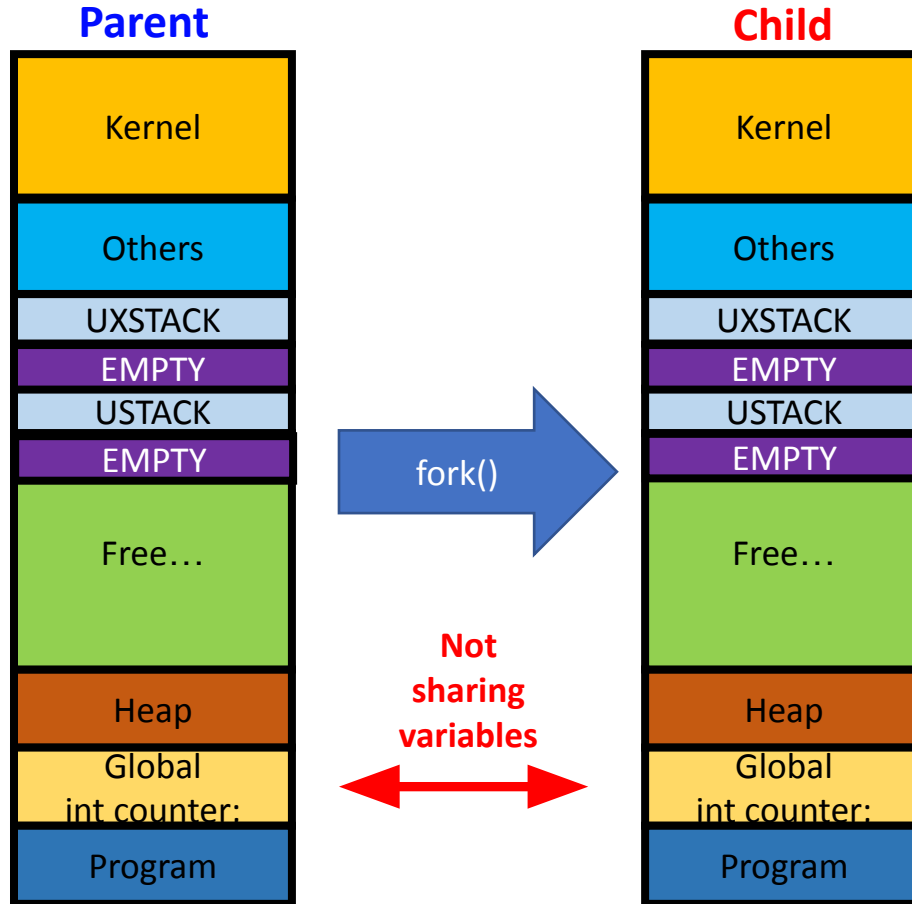 Parent
Kernel
Others
UXSTACK
EMPTY
USTACK
EMPTY
Free…
Heap
Global
int counter;
Program
fork()
Not
sharing
variables
Child
Kernel
Others
UXSTACK
EMPTY
USTACK
EMPTY
Free…
Heap
Global
int counter;
Program